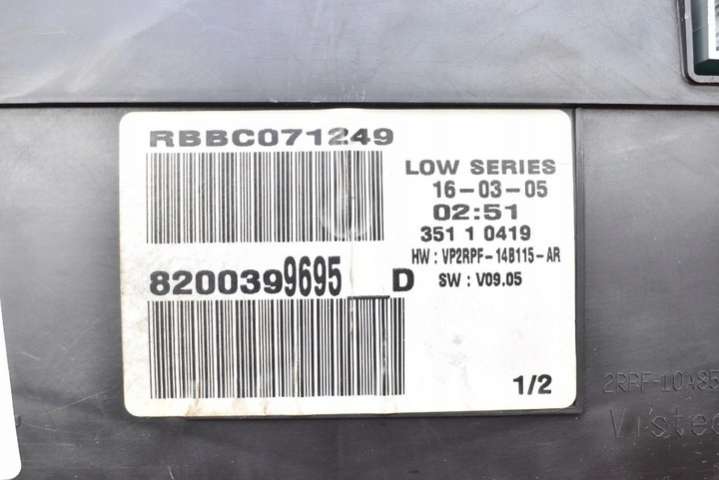 RBBC071249
LOW SERIES
16-03-05
02:51
351 1 0419
HW : VP2RPF-14B115-AR
SW : V09.05
8200399695__D
1/2